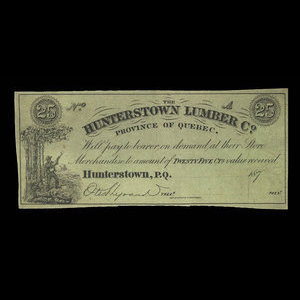 25 No THE A 25
HUNTERSTOWN LUMBER Co.
PROVINCE OF QUEBEC.
Will pay to bearer, on demand at their Store
Merchandise to amount of TWENTY FIVE CTS value received
Hunterstown, P.Q. 187